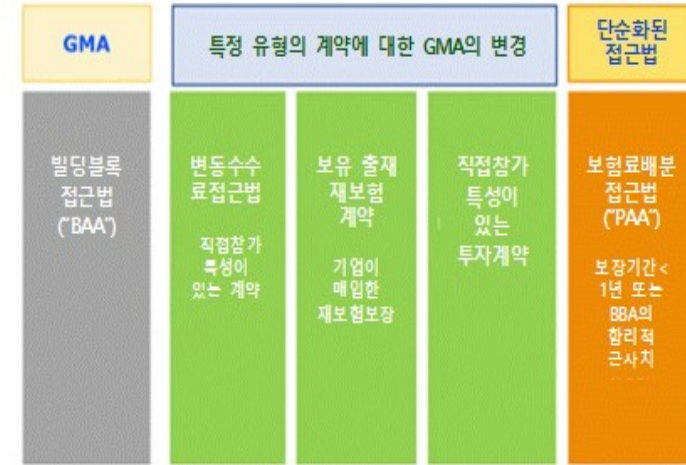 GMA
특정 유형의 계약에 대한 GMA의 변경
단순화된
접근법
빌딩블록
접근법
("BAA")
변동수수
료접근법
직접참가
특성이
있는 계약
보유 출재
재보험
계약
기업이
매입한
재보험보장
직접참가
특성이
있는
투자계약
보험료배분
접근법
("PAA")
보장기간<
1년 또는
BBA의
합리적
근사치